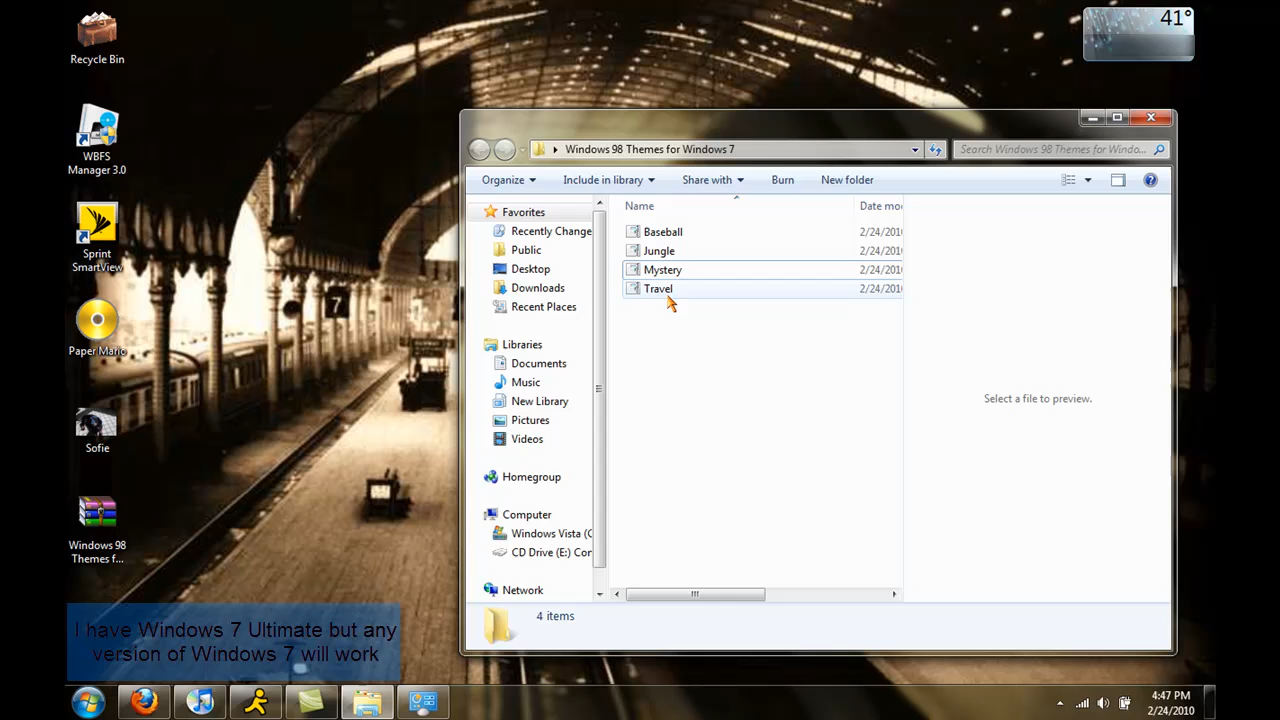 41°
Recycle Bin
WBFS
Manager 3.0
Sprint
SmartView
Paper Mario
Sofie
Windows 98
Themes f...
7
Windows 98 Themes for Windows 7
Search Windows 98 Themes for Windo...
Organize
Include in library
Share with
Burn
New folder
Favorites
Recently Change
Public
Desktop
Downloads
Recent Places
Libraries
Documents
Music
New Library
Pictures
Videos
Homegroup
Computer
Windows Vista (C
CD Drive (E:) Cor
Network
Name
Date mo
Baseball
2/24/201
Jungle
2/24/201
Mystery
2/24/201
Travel
2/24/201
Select a file to preview.
4 items
I have Windows 7 Ultimate but any
version of Windows 7 will work
4:47 PM
2/24/2010